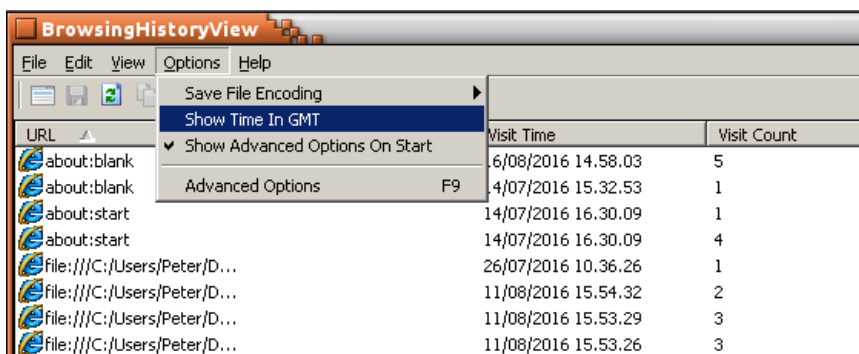 BrowsingHistoryView
File Edit View Options Help
Save File Encoding
Show Time In GMT
Show Advanced Options On Start
Advanced Options F9
URL Visit Time Visit Count
about:blank 6/08/2016 14.58.03 5
about:blank 4/07/2016 15.32.53 1
about:start 14/07/2016 16.30.09 1
about:start 14/07/2016 16.30.09 4
file:///C:/Users/Peter/D... 26/07/2016 10.36.26 1
file:///C:/Users/Peter/D... 11/08/2016 15.54.32 2
file:///C:/Users/Peter/D... 11/08/2016 15.53.29 3
file:///C:/Users/Peter/D... 11/08/2016 15.53.26 3